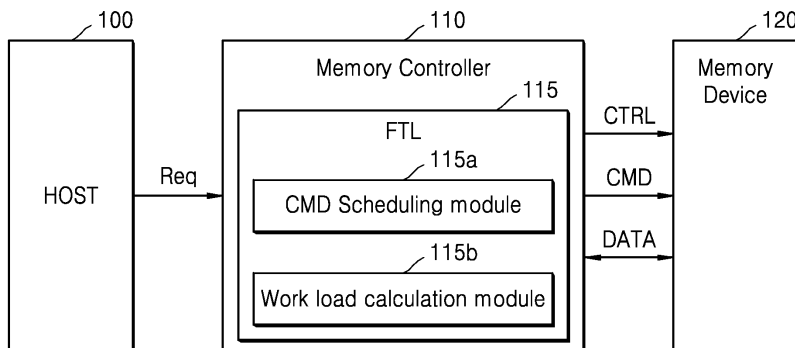 100
110
120
HOST
Req
Memory Controller
115
FTL
115a
CMD Scheduling module
115b
Work load calculation module
CTRL
CMD
DATA
Memory
Device